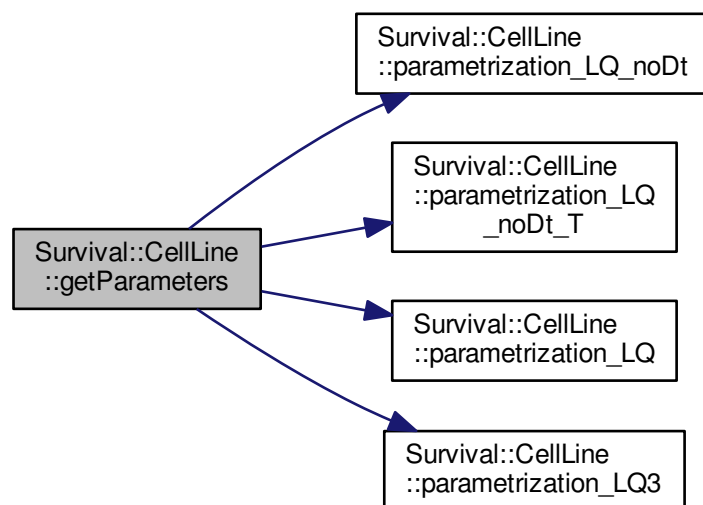 Survival::CellLine
::parametrization_LQ_noDt
Survival::CellLine
::parametrization_LQ
_noDt_T
Survival::CellLine
::getParameters
Survival::CellLine
::parametrization_LQ
Survival::CellLine
::parametrization_LQ3